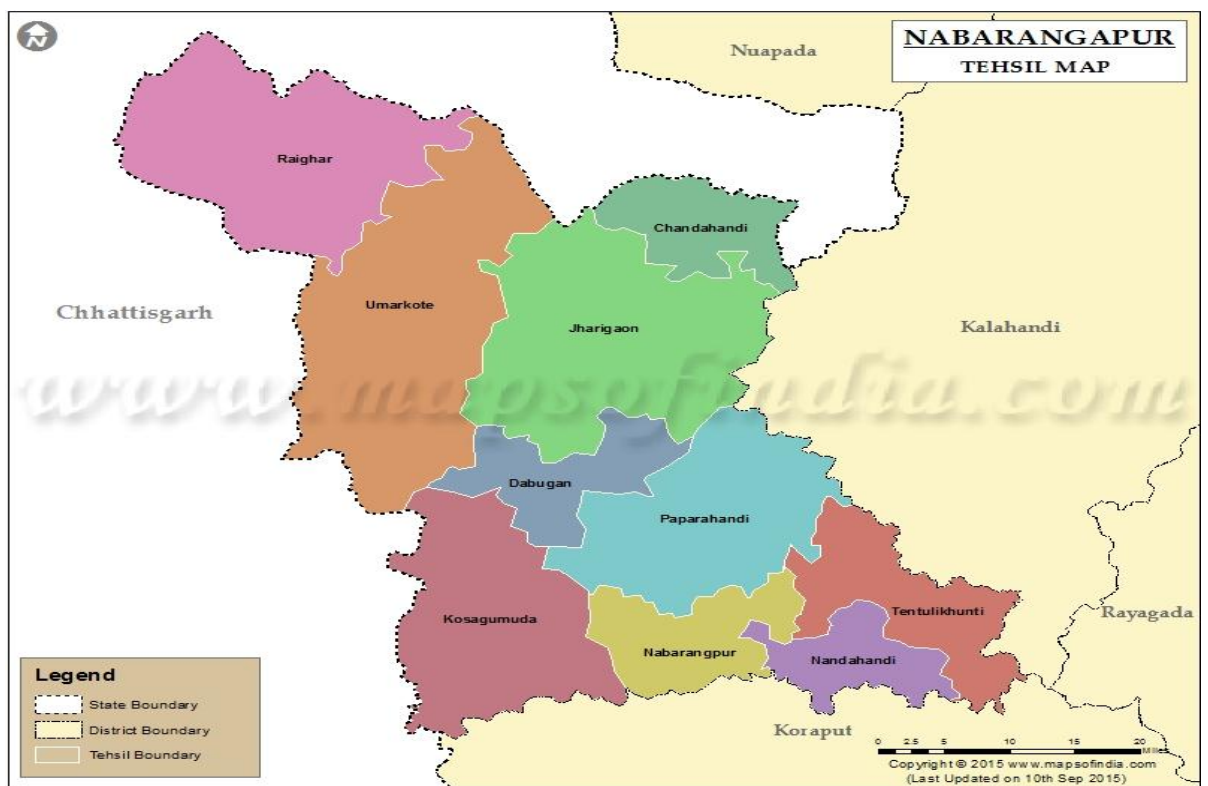 N
NABARANGAPUR
TEHSIL MAP
Nuapada
Raighar
Chandahandi
Umarkote
Chhattisgarh
Jharigaon
Kalahandi
www.mapsofindia.com
Dabugan
Paparahandi
Kosagumuda
Tentulikhunti
Rayagada
Nabarangpur
Nandahandi
Legend
State Boundary
District Boundary
Tehsil Boundary
Koraput
0 2.5 5 10 15 20
Miles
Copyright © 2015 www.mapsofindia.com
(Last Updated on 10th Sep 2015)